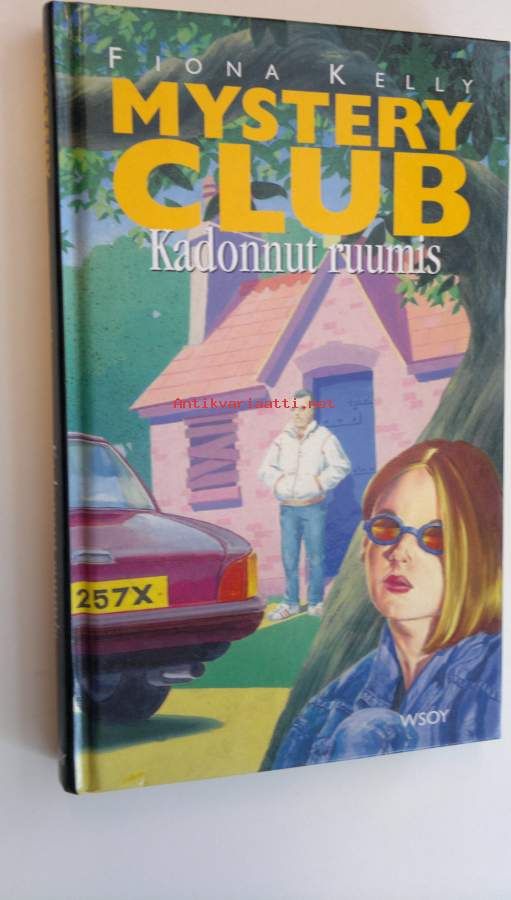 FIONA KELLY
MYSTERY
CLUB
Kadonnut ruumis
Antikvariaatti.net
257X
WSOY